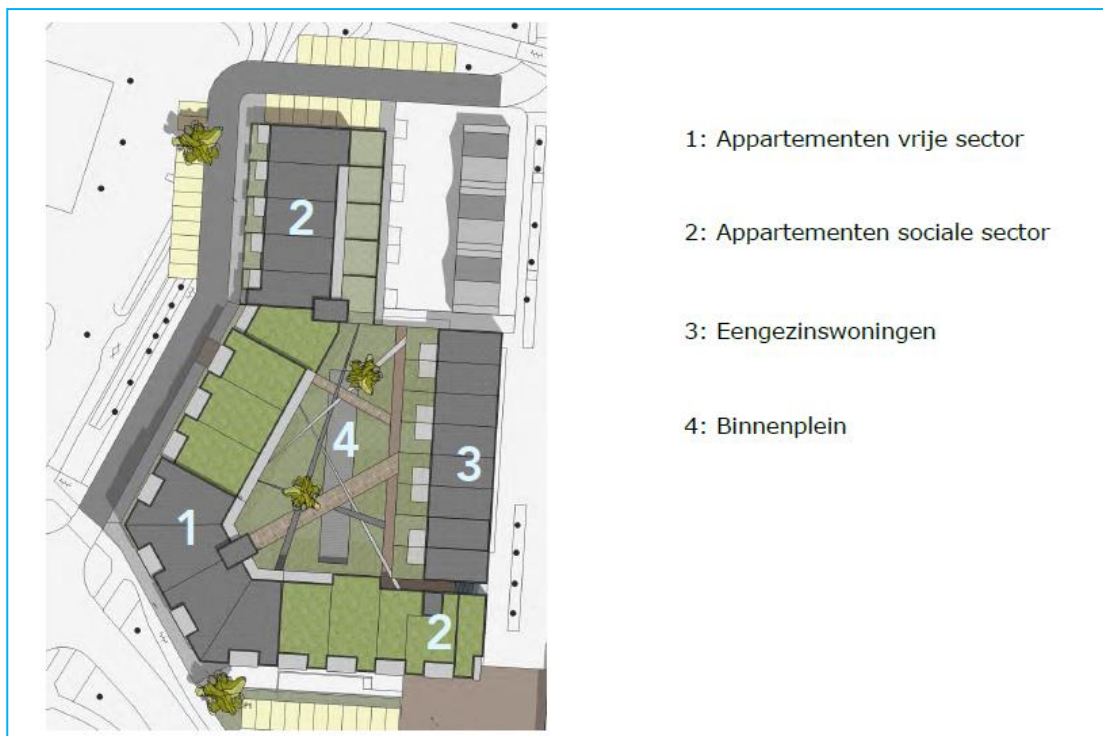 1: Appartementen vrije sector
2: Appartementen sociale sector
3: Eengezinswoningen
4: Binnenplein
2
4
3
1
2